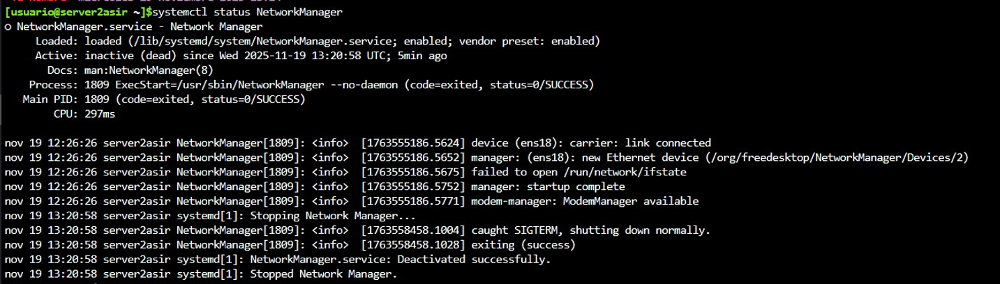 [usuario@server2asir ~]$systemctl status NetworkManager
○ NetworkManager.service - Network Manager
Loaded: loaded (/lib/systemd/system/NetworkManager.service; enabled; vendor preset: enabled)
Active: inactive (dead) since Wed 2025-11-19 13:20:58 UTC; 5min ago
Docs: man:NetworkManager(8)
Process: 1809 ExecStart=/usr/sbin/NetworkManager --no-daemon (code=exited, status=0/SUCCESS)
Main PID: 1809 (code=exited, status=0/SUCCESS)
CPU: 297ms
nov 19 12:26:26 server2asir NetworkManager[1809]: <info>  [1763555186.5624] device (ens18): carrier: link connected
nov 19 12:26:26 server2asir NetworkManager[1809]: <info>  [1763555186.5652] manager: (ens18): new Ethernet device (/org/freedesktop/NetworkManager/Devices/2)
nov 19 12:26:26 server2asir NetworkManager[1809]: <info>  [1763555186.5675] failed to open /run/network/ifstate
nov 19 12:26:26 server2asir NetworkManager[1809]: <info>  [1763555186.5752] manager: startup complete
nov 19 12:26:26 server2asir NetworkManager[1809]: <info>  [1763555186.5771] modem-manager: ModemManager available
nov 19 13:20:58 server2asir systemd[1]: Stopping Network Manager...
nov 19 13:20:58 server2asir NetworkManager[1809]: <info>  [1763558458.1004] caught SIGTERM, shutting down normally.
nov 19 13:20:58 server2asir NetworkManager[1809]: <info>  [1763558458.1028] exiting (success)
nov 19 13:20:58 server2asir systemd[1]: NetworkManager.service: Deactivated successfully.
nov 19 13:20:58 server2asir systemd[1]: Stopped Network Manager.